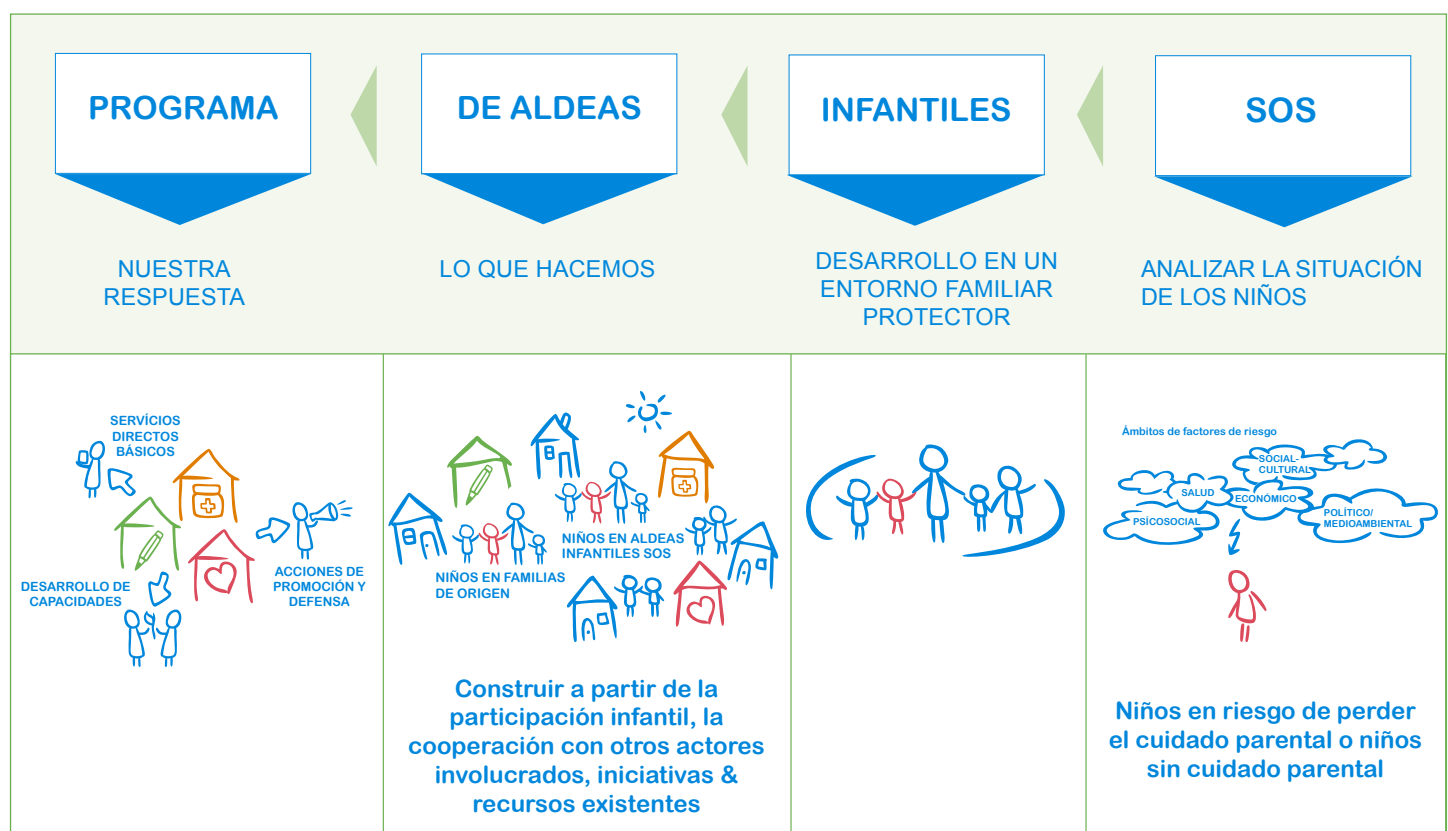 PROGRAMA
DE ALDEAS
INFANTILES
SOS
NUESTRA
RESPUESTA
LO QUE HACEMOS
DESARROLLO EN UN
ENTORNO FAMILIAR
PROTECTOR
ANALIZAR LA SITUACIÓN
DE LOS NIÑOS
SERVÍCIOS
DIRECTOS
BÁSICOS
ACCIONES DE
PROMOCIÓN Y
DEFENSA
DESARROLLO DE
CAPACIDADES
NIÑOS EN ALDEAS
INFANTILES SOS
NIÑOS EN FAMILIAS
DE ORIGEN
Construir a partir de la
participación infantil, la
cooperación con otros actores
involucrados, iniciativas &
recursos existentes
Ámbitos de factores de riesgo
SOCIAL-
CULTURAL
SALUD
ECONÓMICO
PSÍCOSOCIAL
POLÍTICO/
MEDIOAMBIENTAL
Niños en riesgo de perder
el cuidado parental o niños
sin cuidado parental